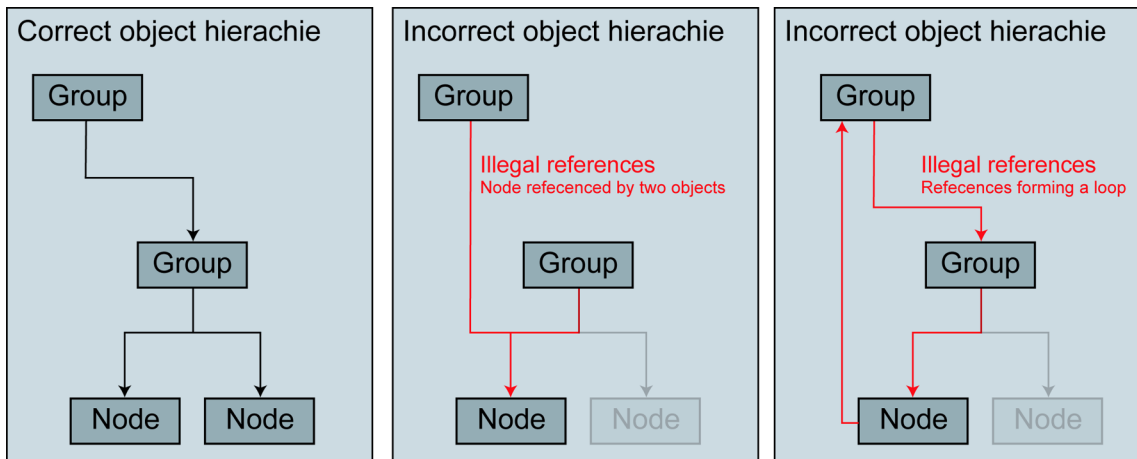 Correct object hierachie
Group
Group
Node
Node
Incorrect object hierachie
Group
Illegal references
Node refecenced by two objects
Group
Node
Node
Incorrect object hierachie
Group
Illegal references
Refecences forming a loop
Group
Node
Node